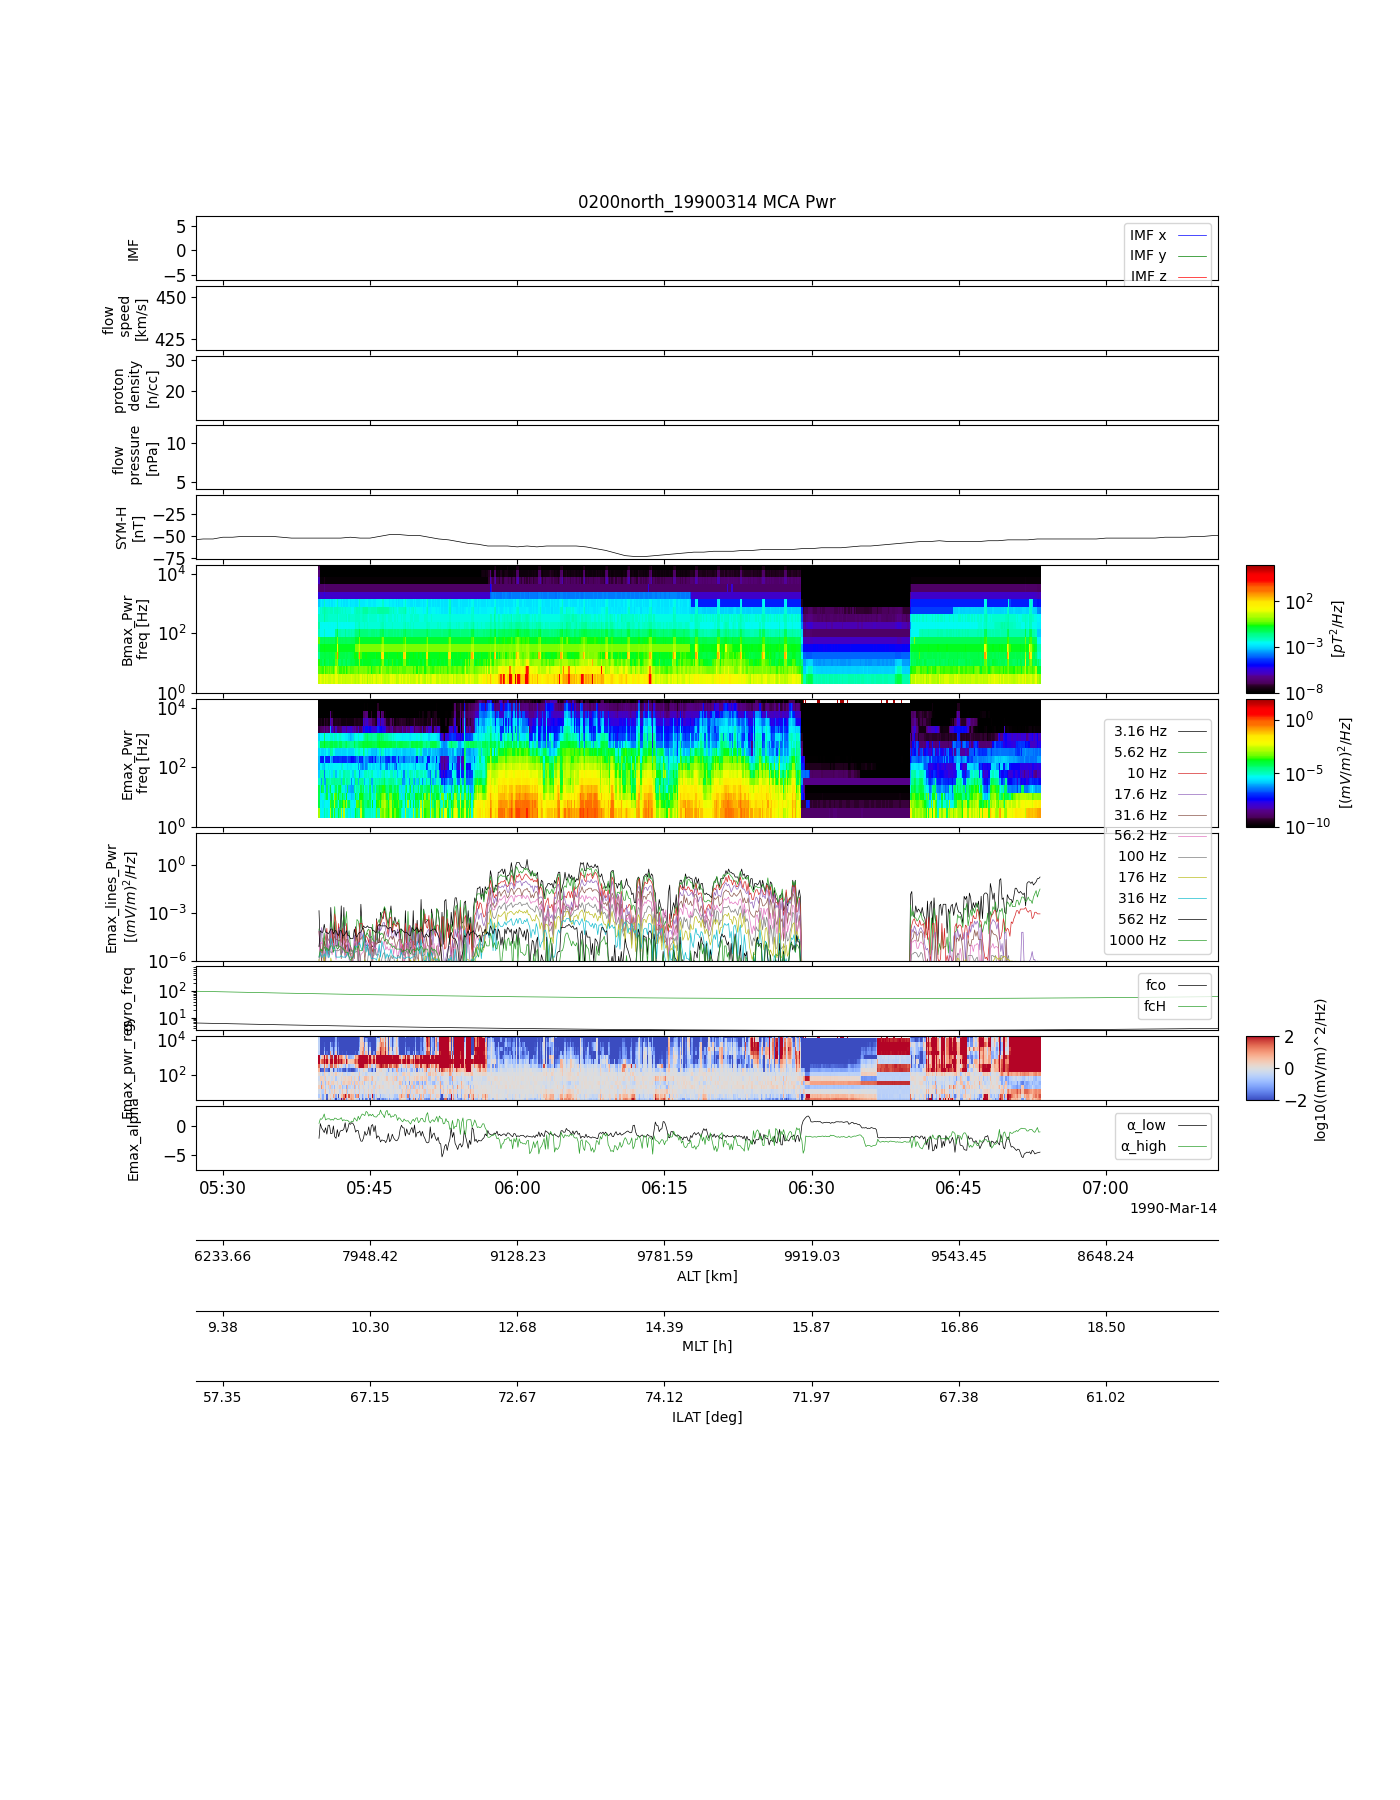 0200north_19900314 MCA Pwr
IMF
5
0
−5
IMF x
IMF y
IMF z
flow
speed
[km/s]
450
425
proton
density
[n/cc]
30
20
flow
pressure
[nPa]
10
5
SYM-H
[nT]
−25
−50
−75
Bmax_Pwr
freq [Hz]
10^4
10^2
10^0
10^2
10^−3
10^−8
[pT^2/Hz]
Emax_Pwr
freq [Hz]
10^4
10^2
10^0
10^0
10^−5
10^−10
[(mV/m)^2/Hz]
3.16 Hz
5.62 Hz
10 Hz
17.6 Hz
31.6 Hz
56.2 Hz
100 Hz
176 Hz
316 Hz
562 Hz
1000 Hz
Emax_lines_Pwr
[(mV/m)^2/Hz]
10^0
10^−3
10^−6
gyro_freq
10^2
10^1
fco
fcH
Emax_pwr_res
10^4
10^2
2
0
−2
log10((mV/m)^2/Hz)
Emax_alpha
0
−5
α_low
α_high
05:30 05:45 06:00 06:15 06:30 06:45 07:00
1990-Mar-14
6233.66 7948.42 9128.23 9781.59 9919.03 9543.45 8648.24
ALT [km]
9.38 10.30 12.68 14.39 15.87 16.86 18.50
MLT [h]
57.35 67.15 72.67 74.12 71.97 67.38 61.02
ILAT [deg]